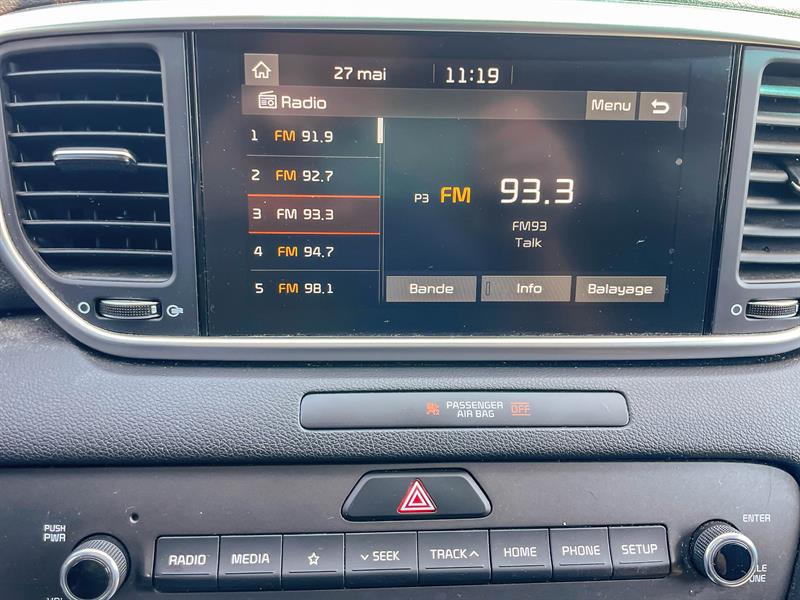 27 mai 11:19
Radio Menu
1 FM 91.9
2 FM 92.7
3 FM 93.3
4 FM 94.7
5 FM 98.1
P3 FM 93.3
FM93
Talk
Bande Info Balayage
PASSENGER
AIR BAG OFF
PUSH
PWR
RADIO MEDIA SEEK TRACK HOME PHONE SETUP
ENTER
VOL